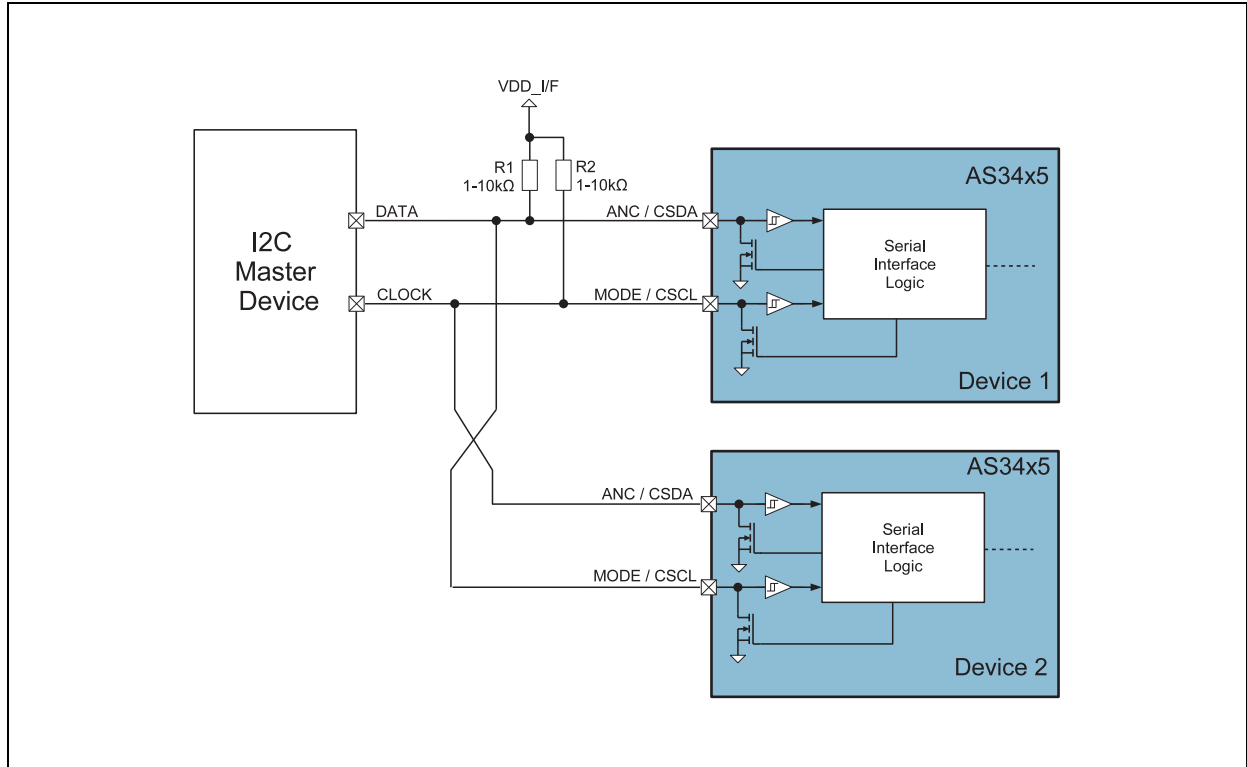 VDD_I/F
R1
1-10kΩ
R2
1-10kΩ
I2C
Master
Device
DATA
CLOCK
ANC / CSDA
MODE / CSCL
AS34x5
Serial
Interface
Logic
Device 1
ANC / CSDA
MODE / CSCL
AS34x5
Serial
Interface
Logic
Device 2